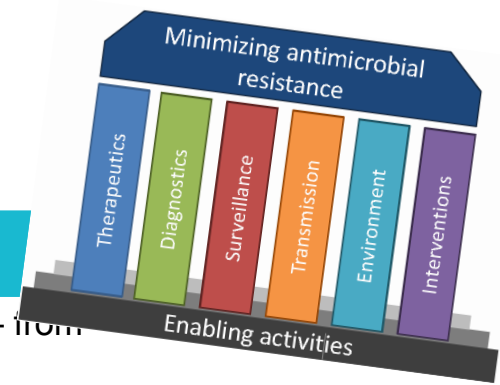 Minimizing antimicrobial
resistance
Therapeutics
Diagnostics
Surveillance
Transmission
Environment
Interventions
Enabling activities
from